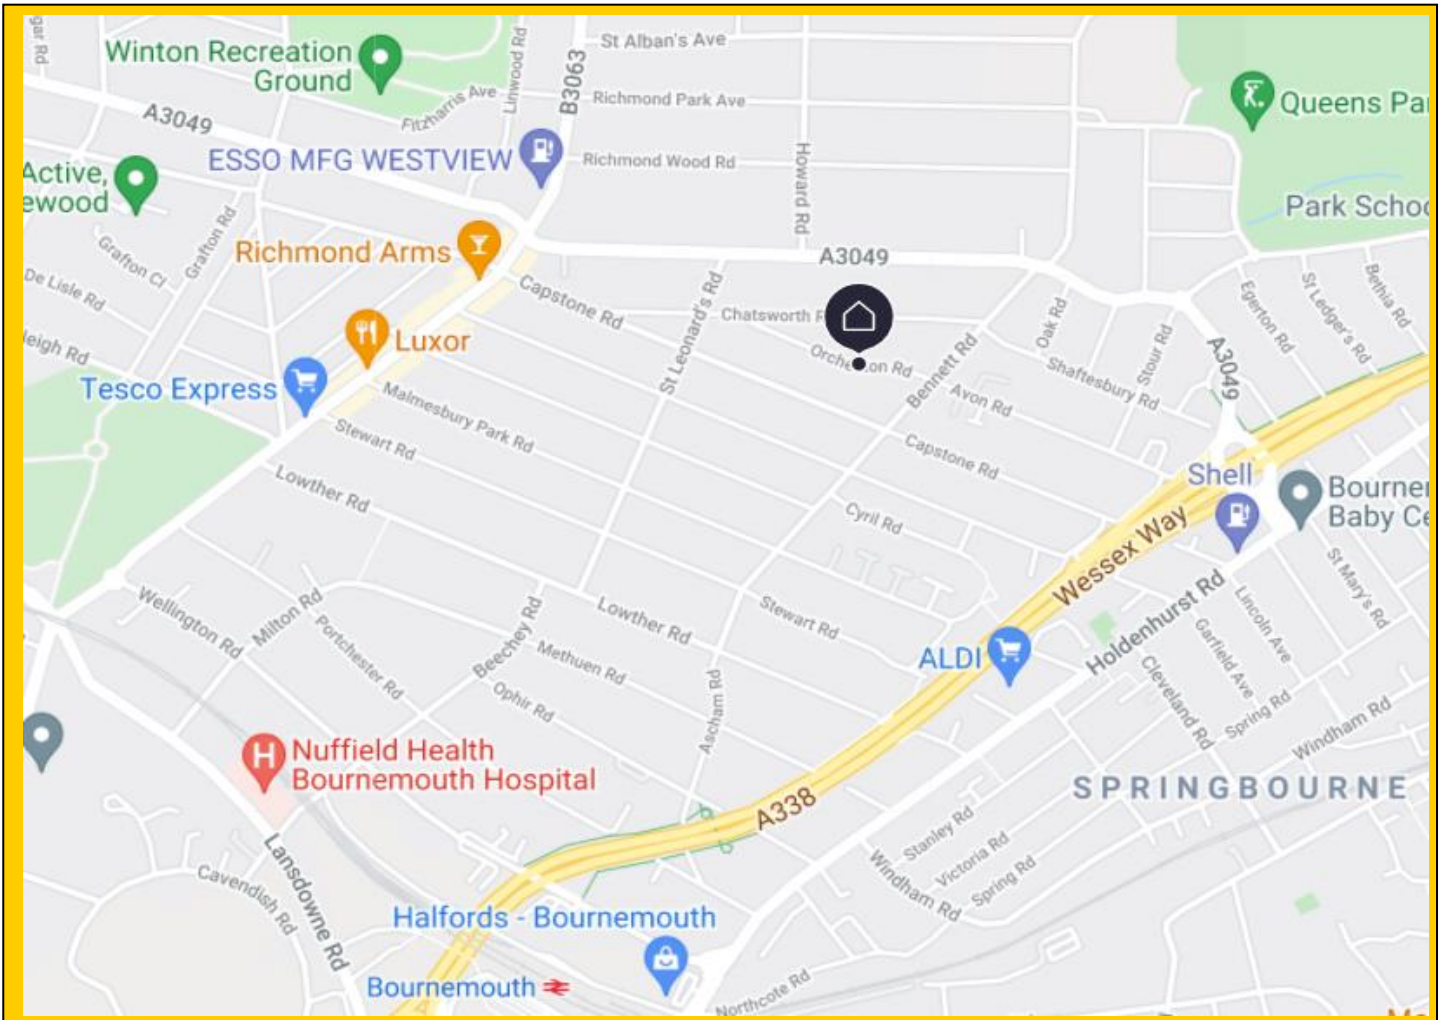 Winton Recreation
Ground
Linwood Rd
B3063
St Alban's Ave
Richmond Park Ave
Fitzharris Ave
A3049
Queens
ESSO MFG WESTVIEW
Richmond Wood Rd
Howard Rd
Active,
Grafton Rd
Park
Richmond Arms
A3049
Grafton Cl
De Lisle Rd
Capstone Rd
St Leonard's Rd
Chatsworth
Oak Rd
Egerton Rd
St Ledger's Rd
Bethia Rd
Luxor
Rd
Bennett Rd
Shaftesbury Rd
Stour Rd
A3049
Tesco Express
Malmesbury Park Rd
Avon Rd
Stewart Rd
Capstone Rd
Shell
Lowther Rd
Cyril Rd
Wessex Way
Baby
Holdenhurst Rd
St Mary's Rd
Wellington Rd
Milton Rd
Portchester Rd
Beechey Rd
Lowther Rd
Stewart Rd
Lincoln Ave
Garfield Ave
Methuen Rd
ALDI
Cleveland Rd
Ophir Rd
Ascham Rd
Spring Rd
Windham Rd
Nuffield Health
Bournemouth Hospital
SPRINGBOURNE
A338
Stanley Rd
Victoria Rd
Spring Rd
Windham Rd
Lansdowne Rd
Cavendish Rd
Halfords - Bournemouth
Bournemouth
Northcote Rd